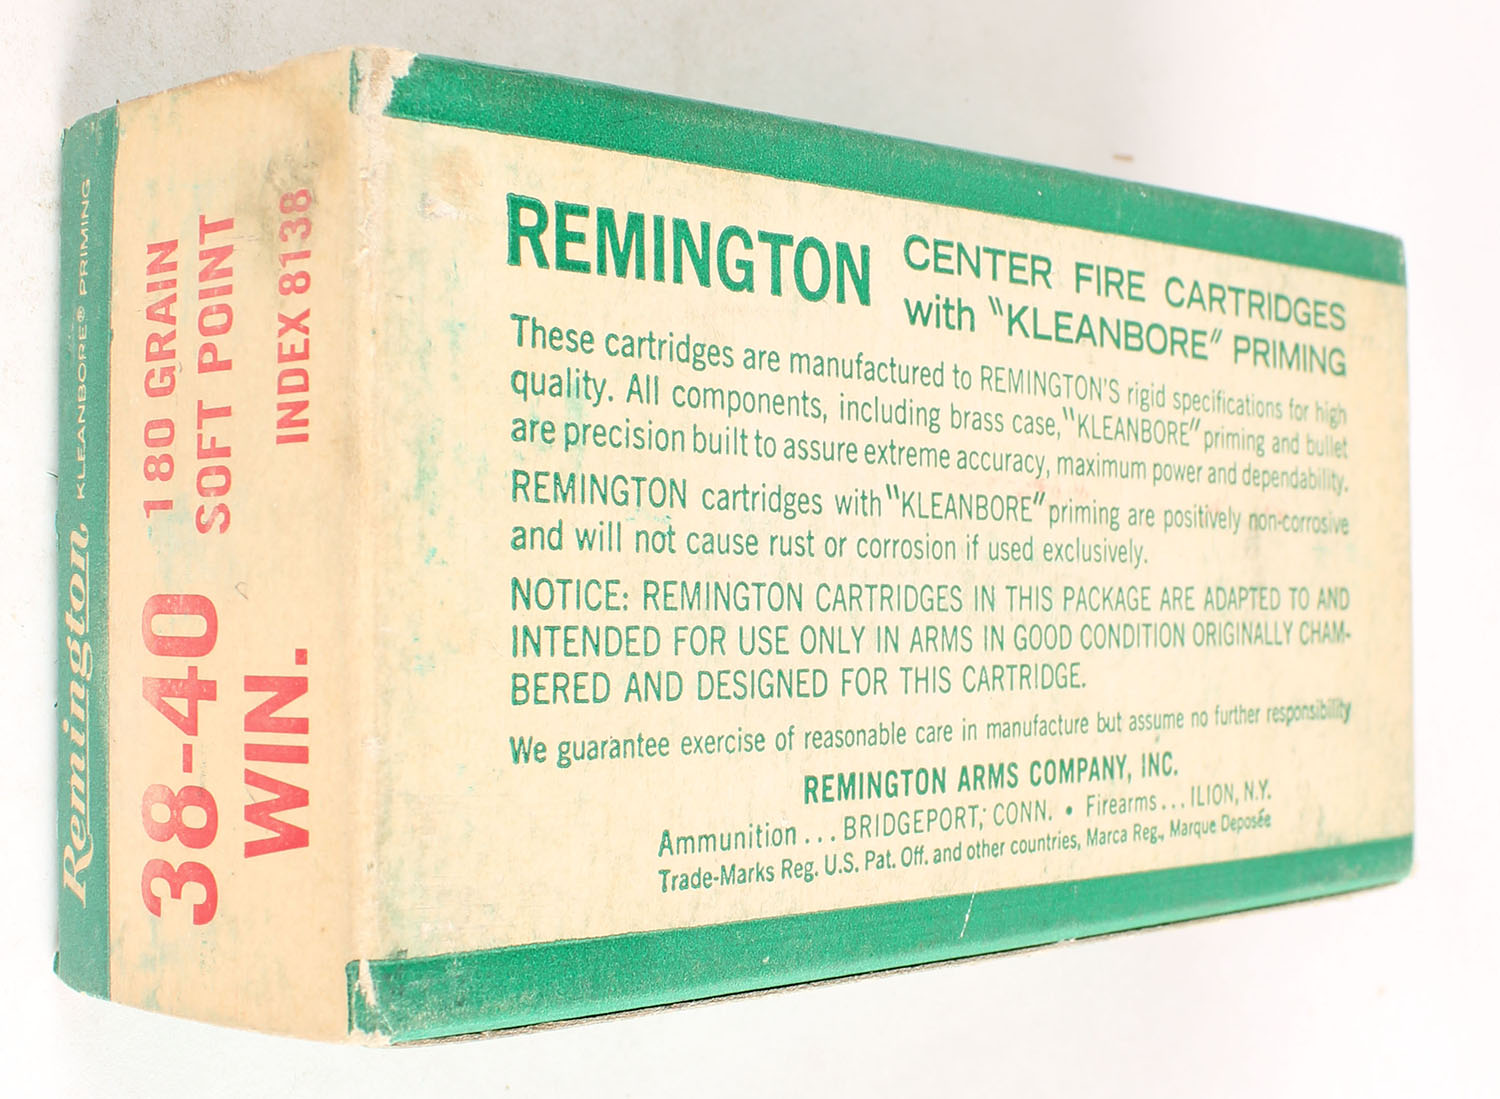 Remington KLEANBORE® PRIMING
38-40 180 GRAIN
WIN. SOFT POINT
INDEX 8138
REMINGTON CENTER FIRE CARTRIDGES
with "KLEANBORE" PRIMING
These cartridges are manufactured to REMINGTON'S rigid specifications for high
quality. All components, including brass case, "KLEANBORE" priming and bullet
are precision built to assure extreme accuracy, maximum power and dependability.
REMINGTON cartridges with "KLEANBORE" priming are positively non-corrosive
and will not cause rust or corrosion if used exclusively.
NOTICE: REMINGTON CARTRIDGES IN THIS PACKAGE ARE ADAPTED TO AND
INTENDED FOR USE ONLY IN ARMS IN GOOD CONDITION ORIGINALLY CHAM-
BERED AND DESIGNED FOR THIS CARTRIDGE.
We guarantee exercise of reasonable care in manufacture but assume no further responsibility
REMINGTON ARMS COMPANY, INC.
Ammunition ... BRIDGEPORT, CONN. • Firearms ... ILION, N.Y.
Trade-Marks Reg. U.S. Pat. Off. and other countries, Marca Reg., Marque Deposée